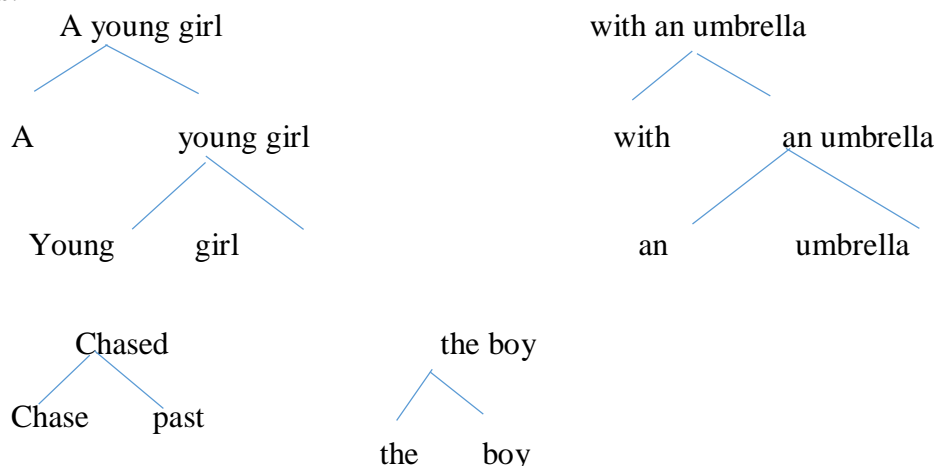 A young girl with an umbrella
A young girl with an umbrella
Young girl an umbrella
Chased the boy
Chase past
the boy